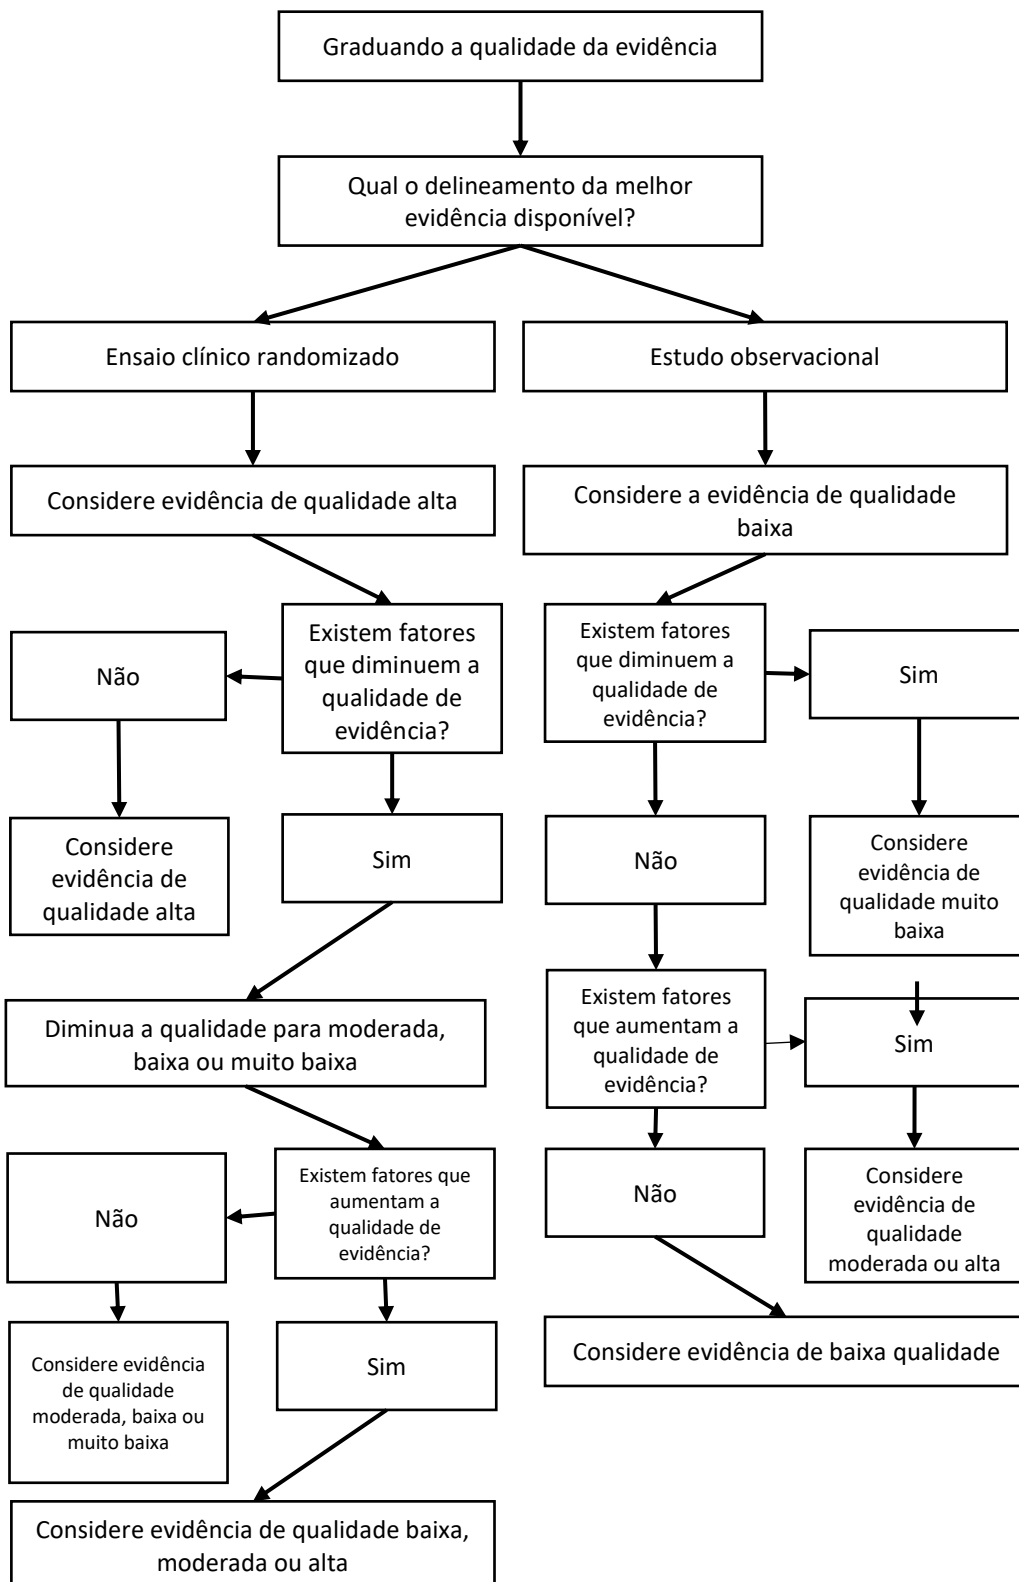 Graduando a qualidade da evidência
Qual o delineamento da melhor
evidência disponível?
Ensaio clínico randomizado
Estudo observacional
Considere evidência de qualidade alta
Considere a evidência de qualidade
baixa
Não
Existem fatores
que diminuem a
qualidade de
evidência?
Existem fatores
que diminuem a
qualidade de
evidência?
Sim
Considere
evidência de
qualidade alta
Sim
Não
Considere
evidência de
qualidade muito
baixa
Diminua a qualidade para moderada,
baixa ou muito baixa
Existem fatores
que aumentam a
qualidade de
evidência?
Sim
Não
Existem fatores que
aumentam a
qualidade de
evidência?
Não
Considere
evidência de
qualidade
moderada ou alta
Considere evidência
de qualidade
moderada, baixa ou
muito baixa
Sim
Considere evidência de baixa qualidade
Considere evidência de qualidade baixa,
moderada ou alta